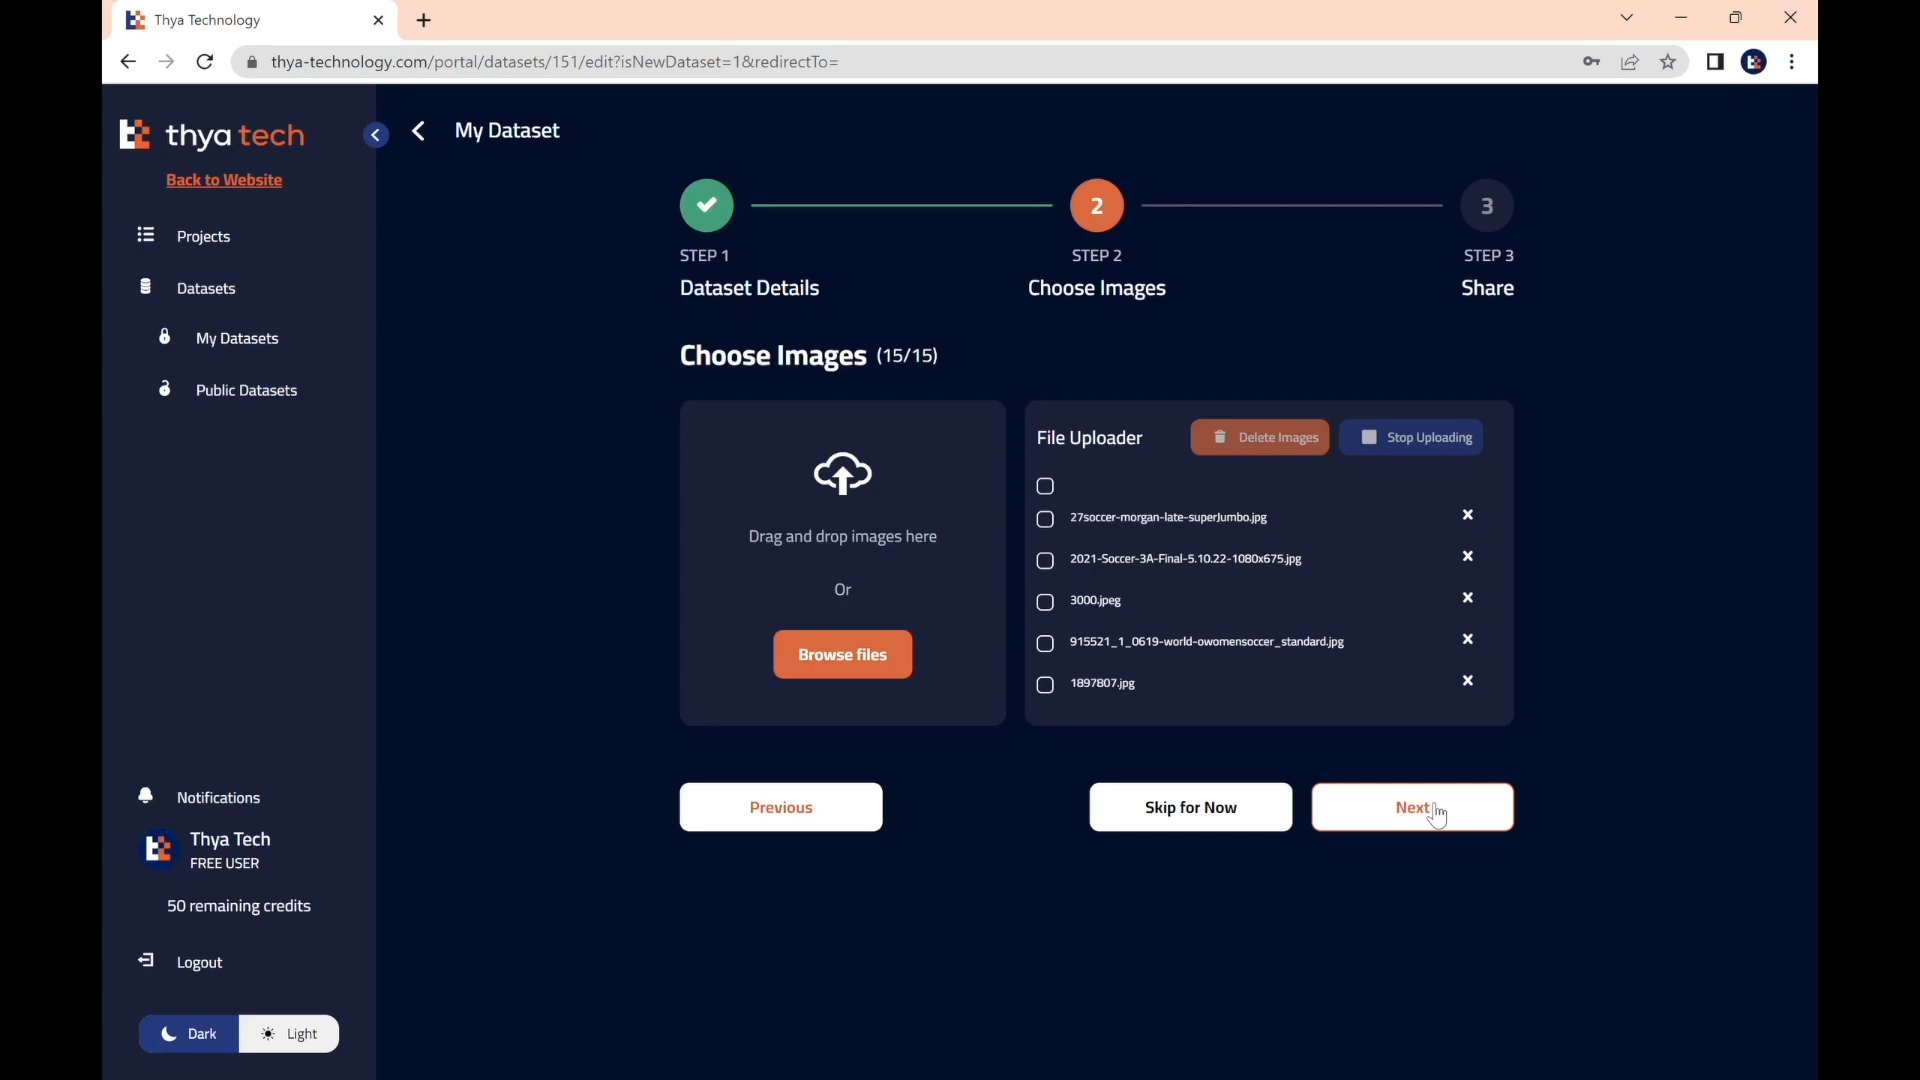 Thya Technology
thya-technology.com/portal/datasets/151/edit?isNewDataset=1&redirectTo=
thya tech
Back to Website
Projects
Datasets
My Datasets
Public Datasets
Notifications
Thya Tech
FREE USER
50 remaining credits
Logout
Dark
Light
My Dataset
2
3
STEP 1
STEP 2
STEP 3
Dataset Details
Choose Images
Share
Choose Images (15/15)
Drag and drop images here
Or
Browse files
File Uploader
Delete Images
Stop Uploading
27soccer-morgan-late-superJumbo.jpg
2021-Soccer-3A-Final-5.10.22-1080x675.jpg
3000.jpeg
915521_1_0619-world-owomensoccer_standard.jpg
1897807.jpg
Previous
Skip for Now
Next